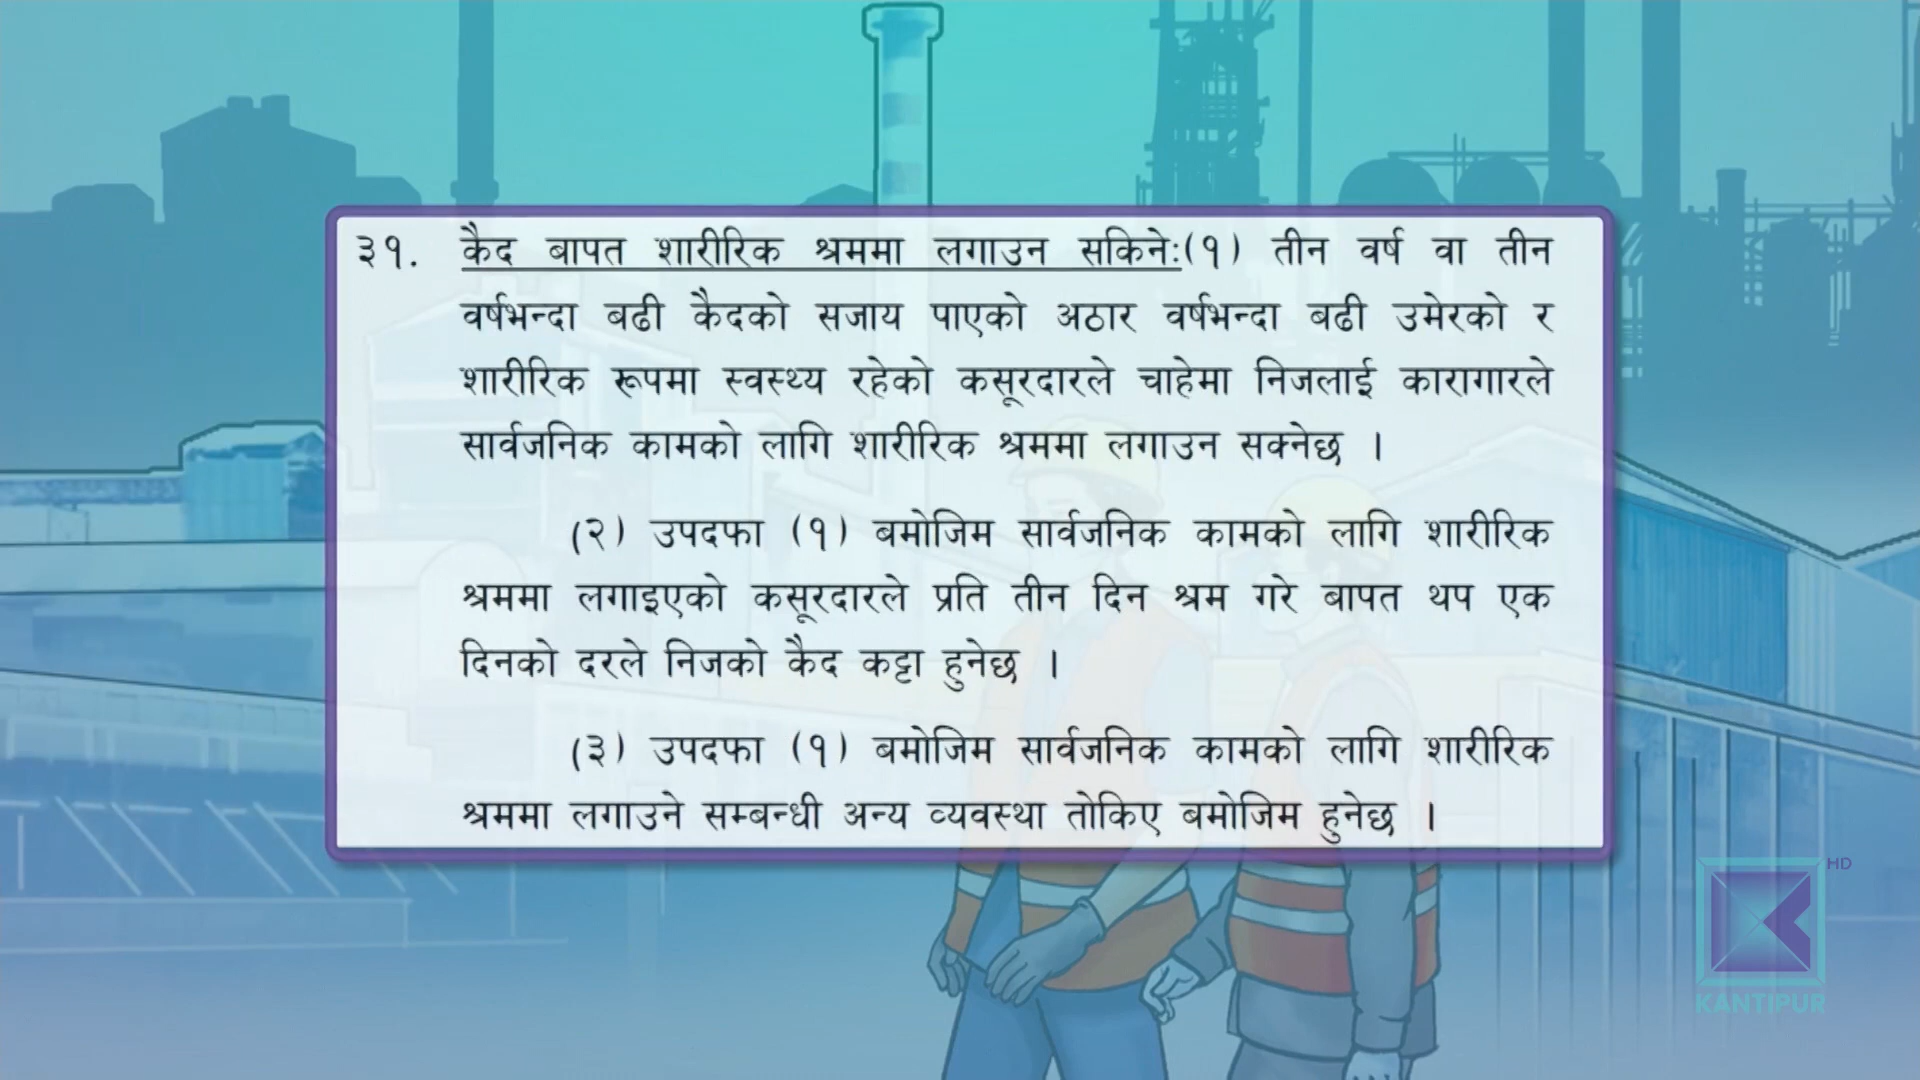 ३१. कैद बापत शारीरिक श्रममा लगाउन सकिनेः(१) तीन वर्ष वा तीन
वर्षभन्दा बढी कैदको सजाय पाएको अठार वर्षभन्दा बढी उमेरको र
शारीरिक रूपमा स्वस्थ्य रहेको कसूरदारले चाहेमा निजलाई कारागारले
सार्वजनिक कामको लागि शारीरिक श्रममा लगाउन सक्नेछ ।
(२) उपदफा (१) बमोजिम सार्वजनिक कामको लागि शारीरिक
श्रममा लगाइएको कसूरदारले प्रति तीन दिन श्रम गरे बापत थप एक
दिनको दरले निजको कैद कट्टा हुनेछ ।
(३) उपदफा (१) बमोजिम सार्वजनिक कामको लागि शारीरिक
श्रममा लगाउने सम्बन्धी अन्य व्यवस्था तोकिए बमोजिम हुनेछ ।
HD
KANTIPUR